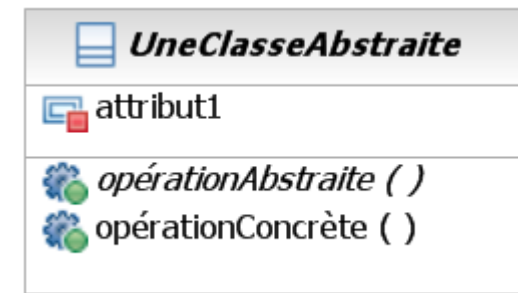 UneClasseAbstraite
attribut1
opérationAbstraite ( )
opérationConcrète ( )